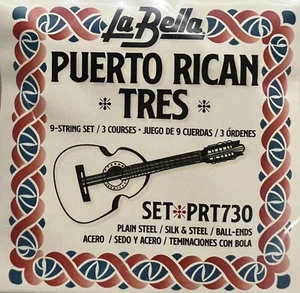 La Bella
PUERTO RICAN
TRES
9-STRING SET / 3 COURSES • JUEGO DE 9 CUERDAS / 3 ÓRDENES
SET PRT730
PLAIN STEEL / SILK & STEEL / BALL-ENDS
ACERO / SEDO Y ACERO / TEMINACIONES CON BOLA